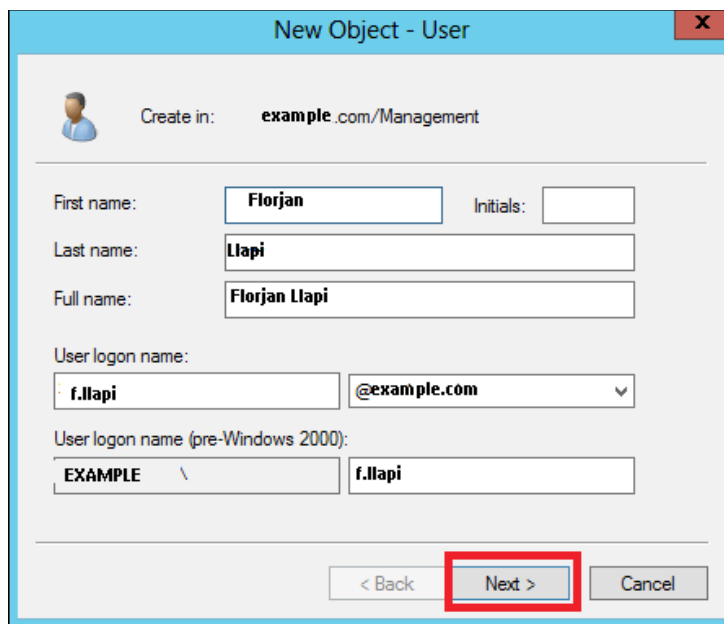 New Object - User
X
Create in: example.com/Management
First name: Florjan Initials:
Last name: Llapi
Full name: Florjan Llapi
User logon name:
f.llapi @example.com
User logon name (pre-Windows 2000):
EXAMPLE \ f.llapi
< Back Next > Cancel